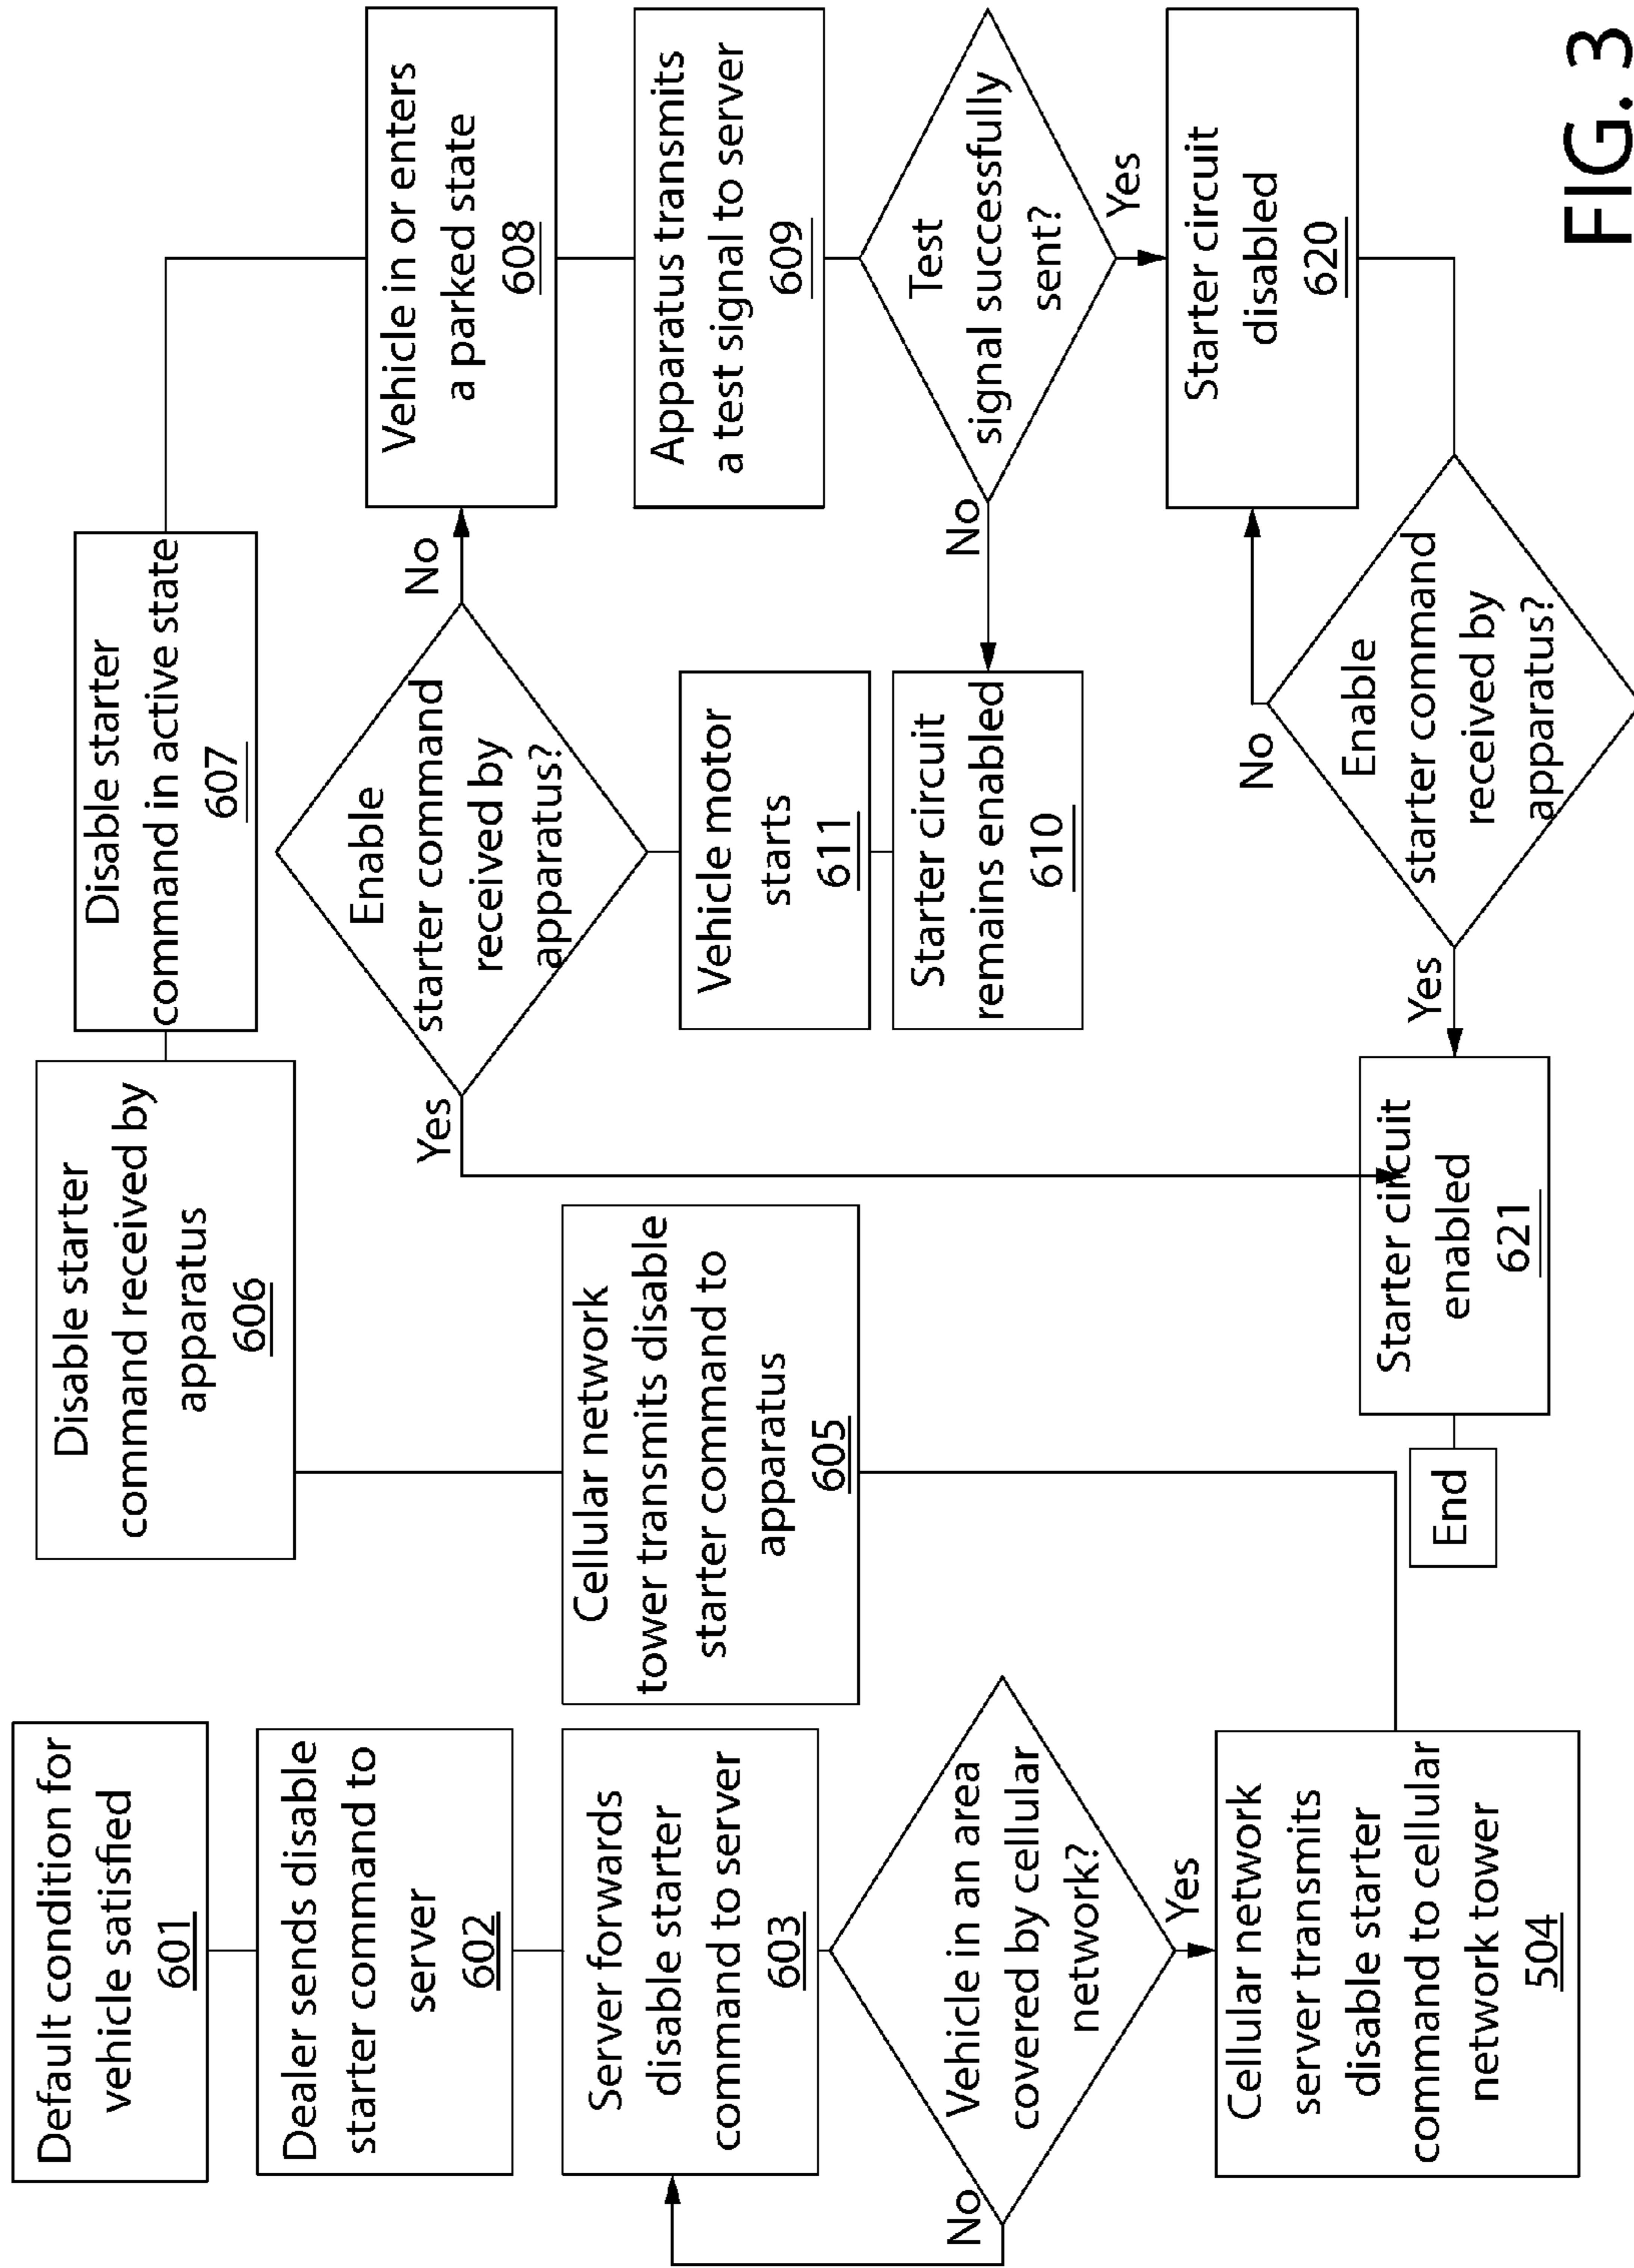 Default condition for
vehicle satisfied
601
Dealer sends disable
starter command to
server
602
Server forwards
disable starter
command to server
603
Vehicle in an area
covered by cellular
network?
No
Yes
Cellular network
server transmits
disable starter
command to cellular
network tower
504
Cellular network
tower transmits disable
starter command to
apparatus
605
Disable starter
command received by
apparatus
606
Disable starter
command in active state
607
Vehicle in or enters
a parked state
608
Apparatus transmits
a test signal to server
609
Test
signal successfully
sent?
No
Yes
Starter circuit
remains enabled
610
Vehicle motor
starts
611
Enable
starter command
received by
apparatus?
No
Yes
Starter circuit
disabled
620
Enable
starter command
received by
apparatus?
No
Yes
Starter circuit
enabled
621
End
FIG. 3